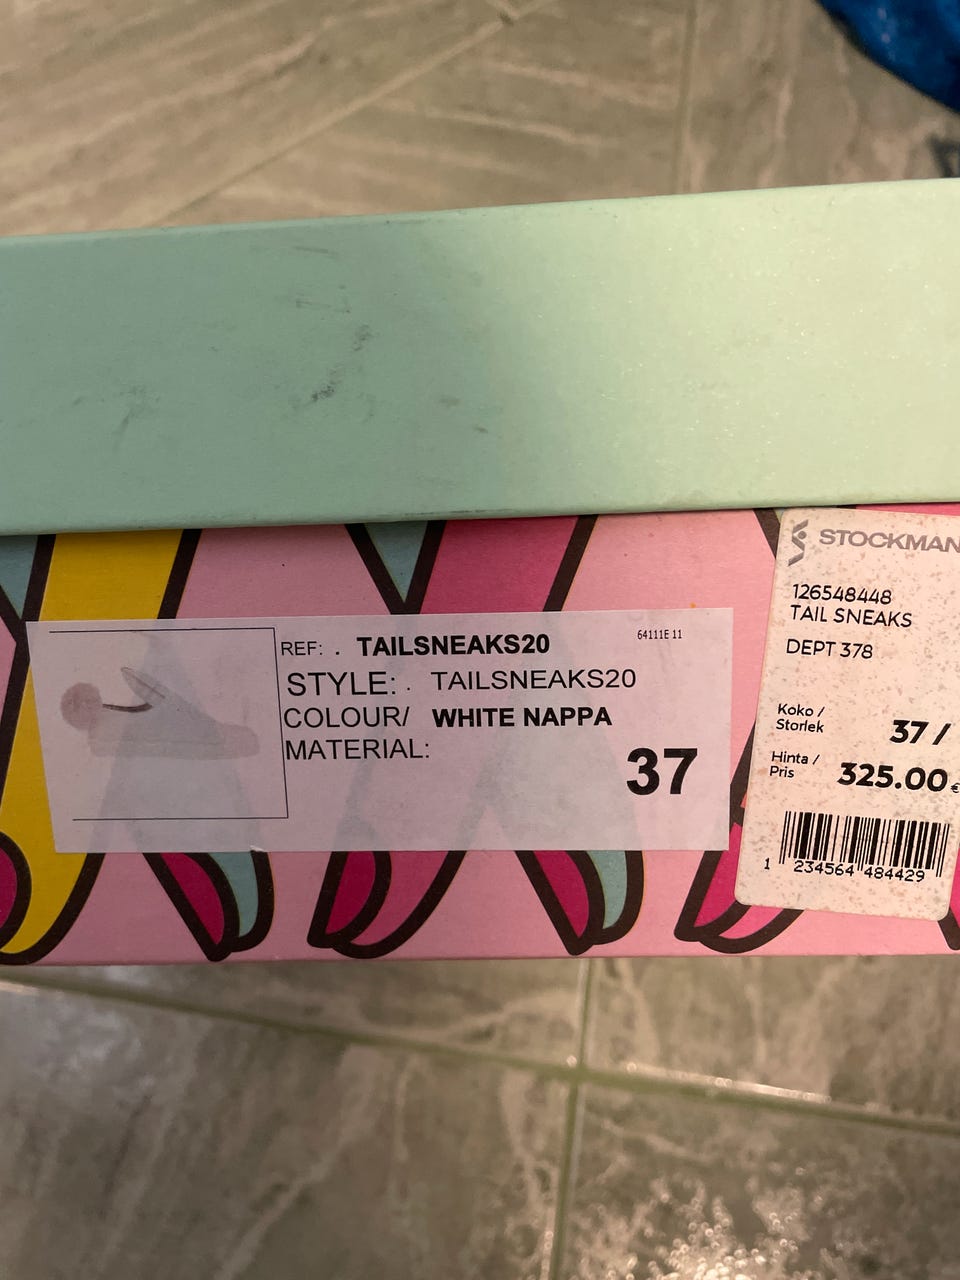 REF: . TAILSNEAKS20
64111E 11
STYLE: . TAILSNEAKS20
COLOUR/ WHITE NAPPA
MATERIAL:
37
STOCKMAN
126548448
TAIL SNEAKS
DEPT 378
Koko /
Storlek
37 /
Hinta /
Pris
325.00 €
1 234564 484429